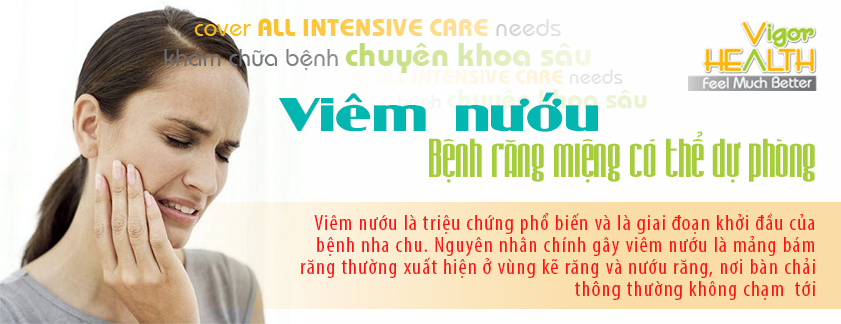 cover ALL INTENSIVE CARE needs
khám chữa bệnh chuyên khoa sâu
Vigor
HEALTH
Feel Much Better
ALL INTENSIVE CARE needs
chuyên khoa sâu
Viêm nướu
Bệnh răng miệng có thể dự phòng
Viêm nướu là triệu chứng phổ biến và là giai đoạn khởi đầu của
bệnh nha chu. Nguyên nhân chính gây viêm nướu là mảng bám
răng thường xuất hiện ở vùng kẽ răng và nướu răng, nơi bàn chải
thông thường không chạm tới